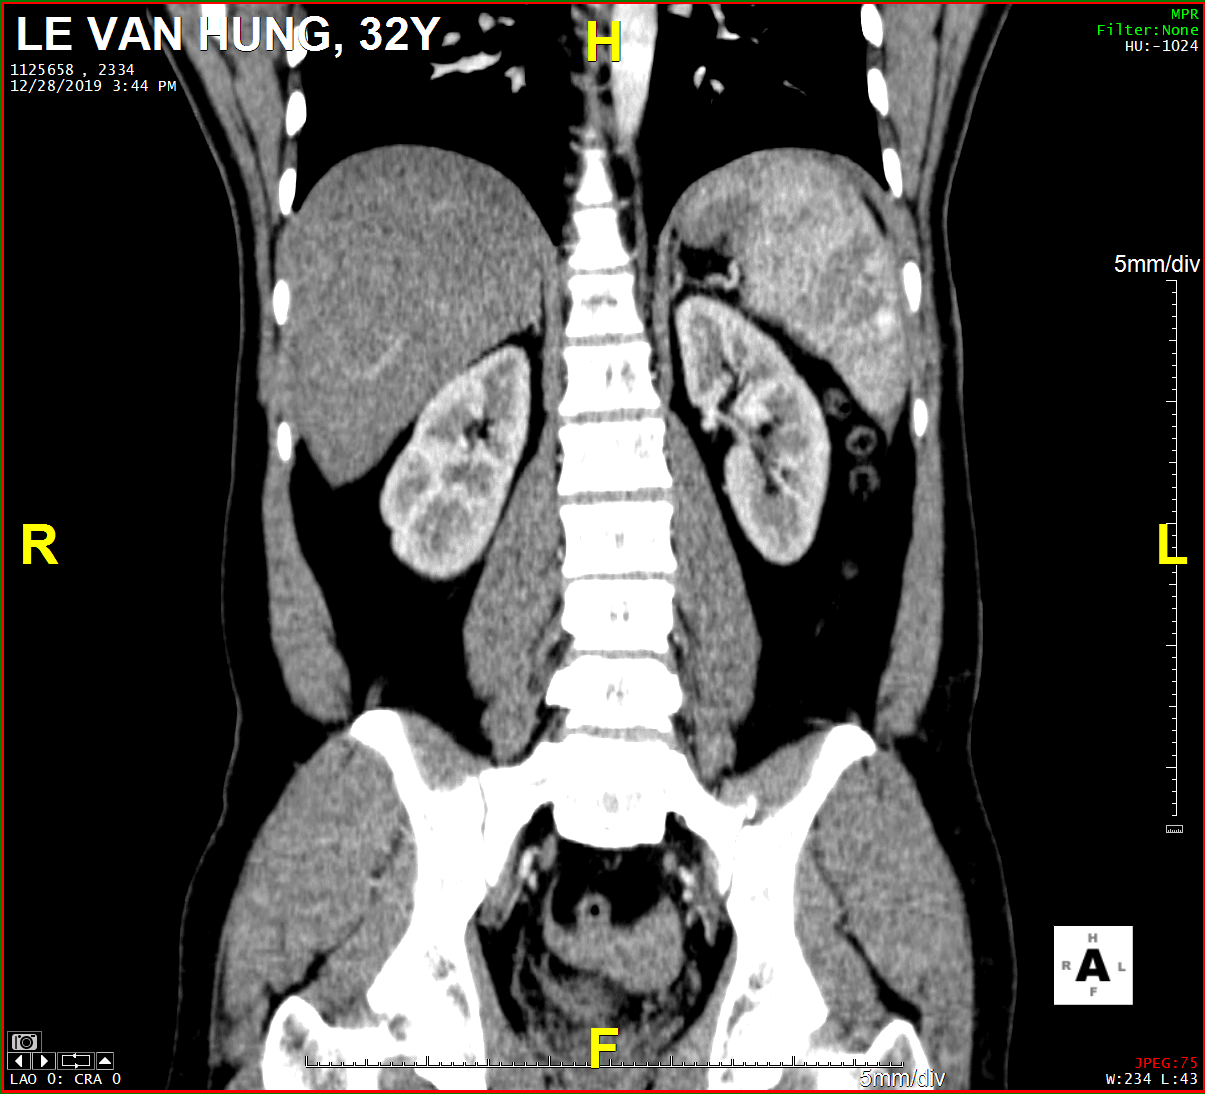 LE VAN HUNG, 32Y
1125658 , 2334
12/28/2019 3:44 PM
H
MPR
Filter:None
HU:-1024
5mm/div
R
L
H
R A L
F
F
5mm/div
LAO 0: CRA 0
JPEG:75
W:234 L:43